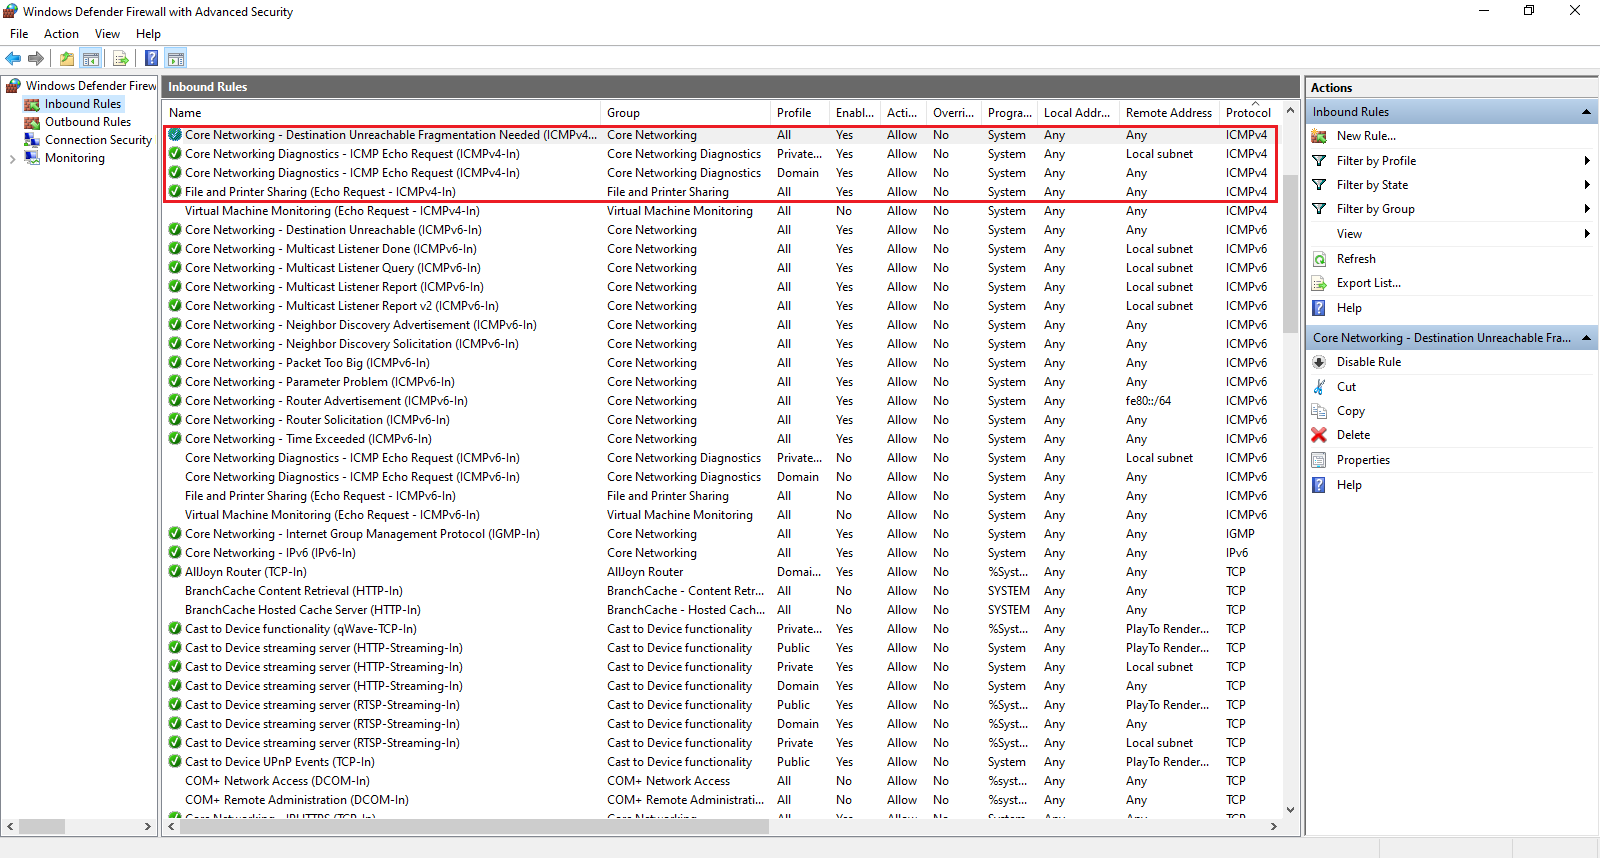 Windows Defender Firewall with Advanced Security
File Action View Help
Windows Defender Firew
Inbound Rules
Outbound Rules
Connection Security
Monitoring
Inbound Rules
Name Group Profile Enabl... Acti... Overri... Progra... Local Addr... Remote Address Protocol
Core Networking - Destination Unreachable Fragmentation Needed (ICMPv4... Core Networking All Yes Allow No System Any Any ICMPv4
Core Networking Diagnostics - ICMP Echo Request (ICMPv4-In) Core Networking Diagnostics Private... Yes Allow No System Any Local subnet ICMPv4
Core Networking Diagnostics - ICMP Echo Request (ICMPv4-In) Core Networking Diagnostics Domain Yes Allow No System Any Any ICMPv4
File and Printer Sharing (Echo Request - ICMPv4-In) File and Printer Sharing All Yes Allow No System Any Any ICMPv4
Virtual Machine Monitoring (Echo Request - ICMPv4-In) Virtual Machine Monitoring All No Allow No System Any Any ICMPv4
Core Networking - Destination Unreachable (ICMPv6-In) Core Networking All Yes Allow No System Any Any ICMPv6
Core Networking - Multicast Listener Done (ICMPv6-In) Core Networking All Yes Allow No System Any Local subnet ICMPv6
Core Networking - Multicast Listener Query (ICMPv6-In) Core Networking All Yes Allow No System Any Local subnet ICMPv6
Core Networking - Multicast Listener Report (ICMPv6-In) Core Networking All Yes Allow No System Any Local subnet ICMPv6
Core Networking - Multicast Listener Report v2 (ICMPv6-In) Core Networking All Yes Allow No System Any Local subnet ICMPv6
Core Networking - Neighbor Discovery Advertisement (ICMPv6-In) Core Networking All Yes Allow No System Any Any ICMPv6
Core Networking - Neighbor Discovery Solicitation (ICMPv6-In) Core Networking All Yes Allow No System Any Any ICMPv6
Core Networking - Packet Too Big (ICMPv6-In) Core Networking All Yes Allow No System Any Any ICMPv6
Core Networking - Parameter Problem (ICMPv6-In) Core Networking All Yes Allow No System Any Any ICMPv6
Core Networking - Router Advertisement (ICMPv6-In) Core Networking All Yes Allow No System Any fe80::/64 ICMPv6
Core Networking - Router Solicitation (ICMPv6-In) Core Networking All Yes Allow No System Any Any ICMPv6
Core Networking - Time Exceeded (ICMPv6-In) Core Networking All Yes Allow No System Any Any ICMPv6
Core Networking Diagnostics - ICMP Echo Request (ICMPv6-In) Core Networking Diagnostics Private... No Allow No System Any Local subnet ICMPv6
Core Networking Diagnostics - ICMP Echo Request (ICMPv6-In) Core Networking Diagnostics Domain No Allow No System Any Any ICMPv6
File and Printer Sharing (Echo Request - ICMPv6-In) File and Printer Sharing All No Allow No System Any Any ICMPv6
Virtual Machine Monitoring (Echo Request - ICMPv6-In) Virtual Machine Monitoring All No Allow No System Any Any ICMPv6
Core Networking - Internet Group Management Protocol (IGMP-In) Core Networking All Yes Allow No System Any Any IGMP
Core Networking - IPv6 (IPv6-In) Core Networking All Yes Allow No System Any Any IPv6
AllJoyn Router (TCP-In) AllJoyn Router Domai... Yes Allow No %Syst... Any Any TCP
BranchCache Content Retrieval (HTTP-In) BranchCache - Content Retr... All No Allow No SYSTEM Any Any TCP
BranchCache Hosted Cache Server (HTTP-In) BranchCache - Hosted Cach... All No Allow No SYSTEM Any Any TCP
Cast to Device functionality (qWave-TCP-In) Cast to Device functionality Private... Yes Allow No %Syst... Any PlayTo Render... TCP
Cast to Device streaming server (HTTP-Streaming-In) Cast to Device functionality Public Yes Allow No System Any PlayTo Render... TCP
Cast to Device streaming server (HTTP-Streaming-In) Cast to Device functionality Private Yes Allow No System Any Local subnet TCP
Cast to Device streaming server (HTTP-Streaming-In) Cast to Device functionality Domain Yes Allow No System Any Any TCP
Cast to Device streaming server (RTSP-Streaming-In) Cast to Device functionality Public Yes Allow No %Syst... Any PlayTo Render... TCP
Cast to Device streaming server (RTSP-Streaming-In) Cast to Device functionality Domain Yes Allow No %Syst... Any Any TCP
Cast to Device streaming server (RTSP-Streaming-In) Cast to Device functionality Private Yes Allow No %Syst... Any Local subnet TCP
Cast to Device UPnP Events (TCP-In) Cast to Device functionality Public Yes Allow No System Any PlayTo Render... TCP
COM+ Network Access (DCOM-In) COM+ Network Access All No Allow No %syst... Any Any TCP
COM+ Remote Administration (DCOM-In) COM+ Remote Administrati... All No Allow No %syst... Any Any TCP
Core Networking - IPHTTPS (TCP-In) Core Networking All Yes Allow No System Any Any TCP
Actions
Inbound Rules
New Rule...
Filter by Profile
Filter by State
Filter by Group
View
Refresh
Export List...
Help
Core Networking - Destination Unreachable Fra...
Disable Rule
Cut
Copy
Delete
Properties
Help